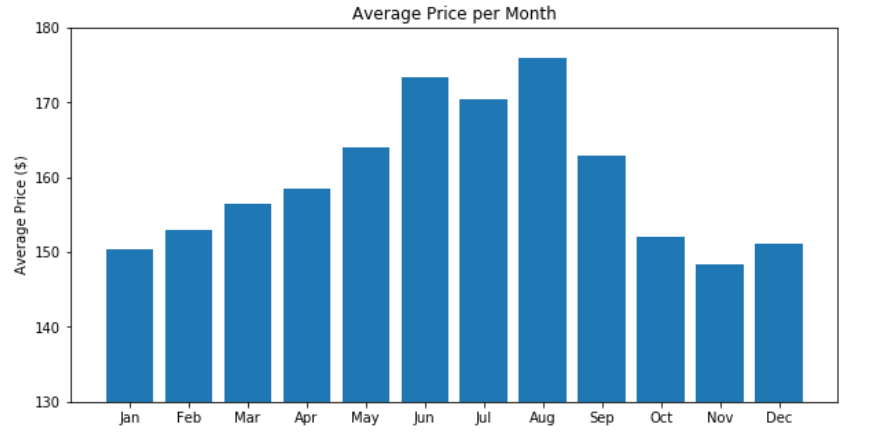 Average Price per Month
Average Price ($)
180
170
160
150
140
130
Jan Feb Mar Apr May Jun Jul Aug Sep Oct Nov Dec